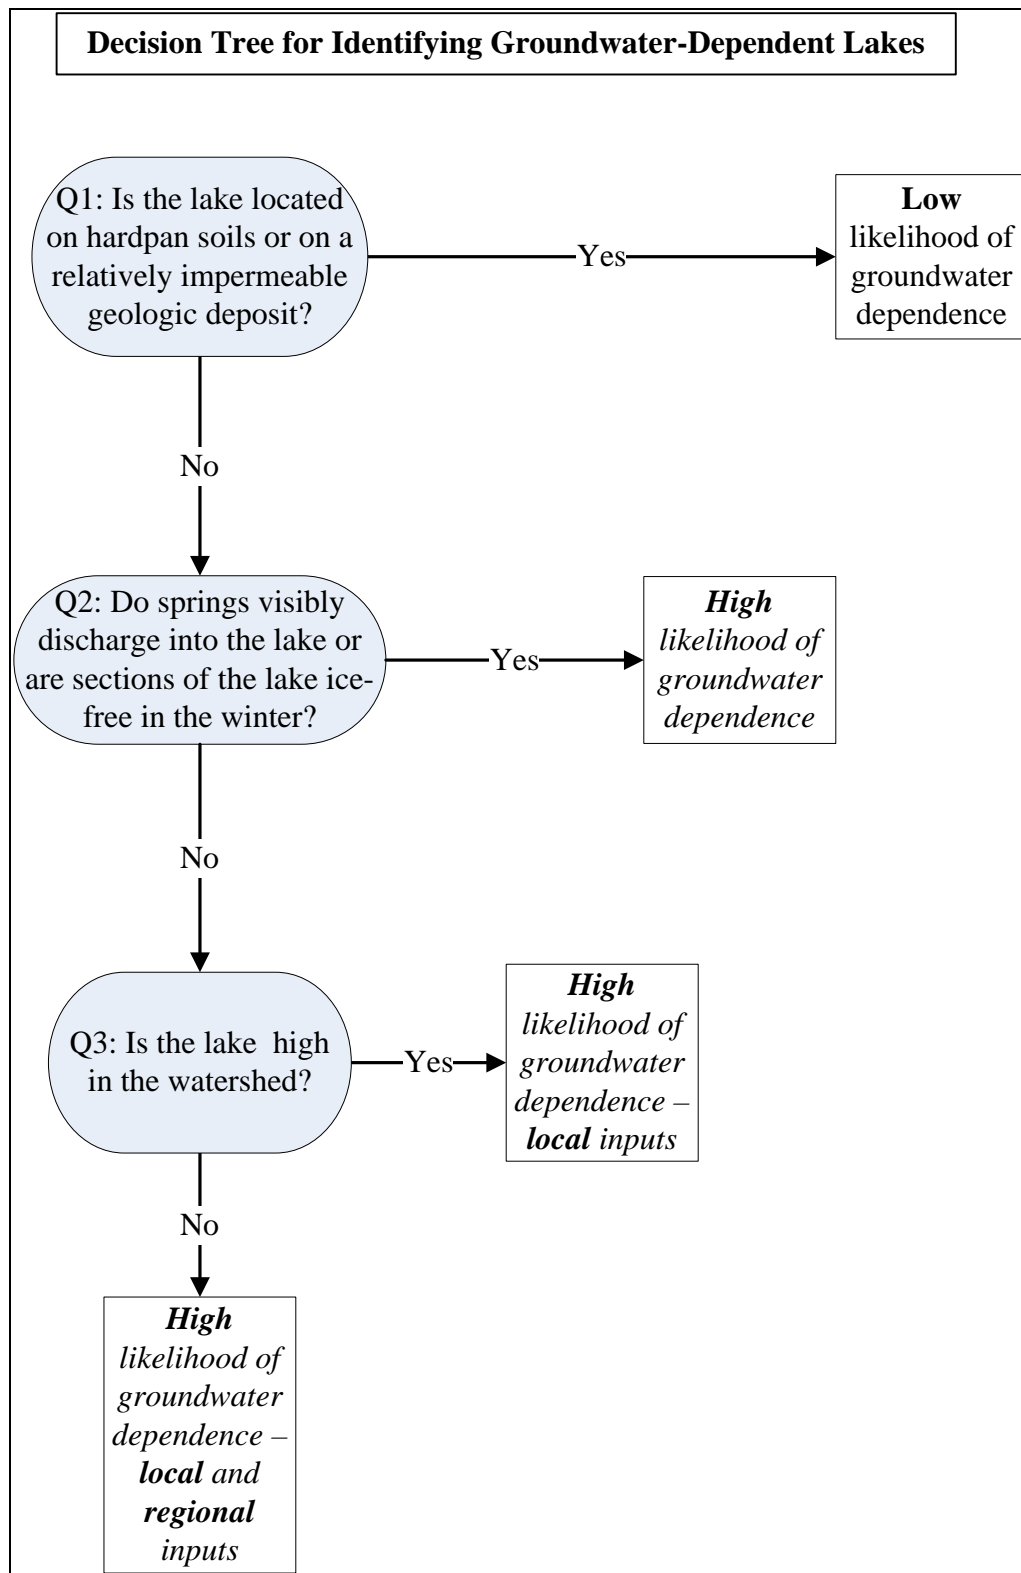 Decision Tree for Identifying Groundwater-Dependent Lakes
Q1: Is the lake located
on hardpan soils or on a
relatively impermeable
geologic deposit?
Yes
Low
likelihood of
groundwater
dependence
No
Q2: Do springs visibly
discharge into the lake or
are sections of the lake ice-
free in the winter?
Yes
High
likelihood of
groundwater
dependence
No
Q3: Is the lake  high
in the watershed?
Yes
High
likelihood of
groundwater
dependence –
local inputs
No
High
likelihood of
groundwater
dependence –
local and
regional
inputs